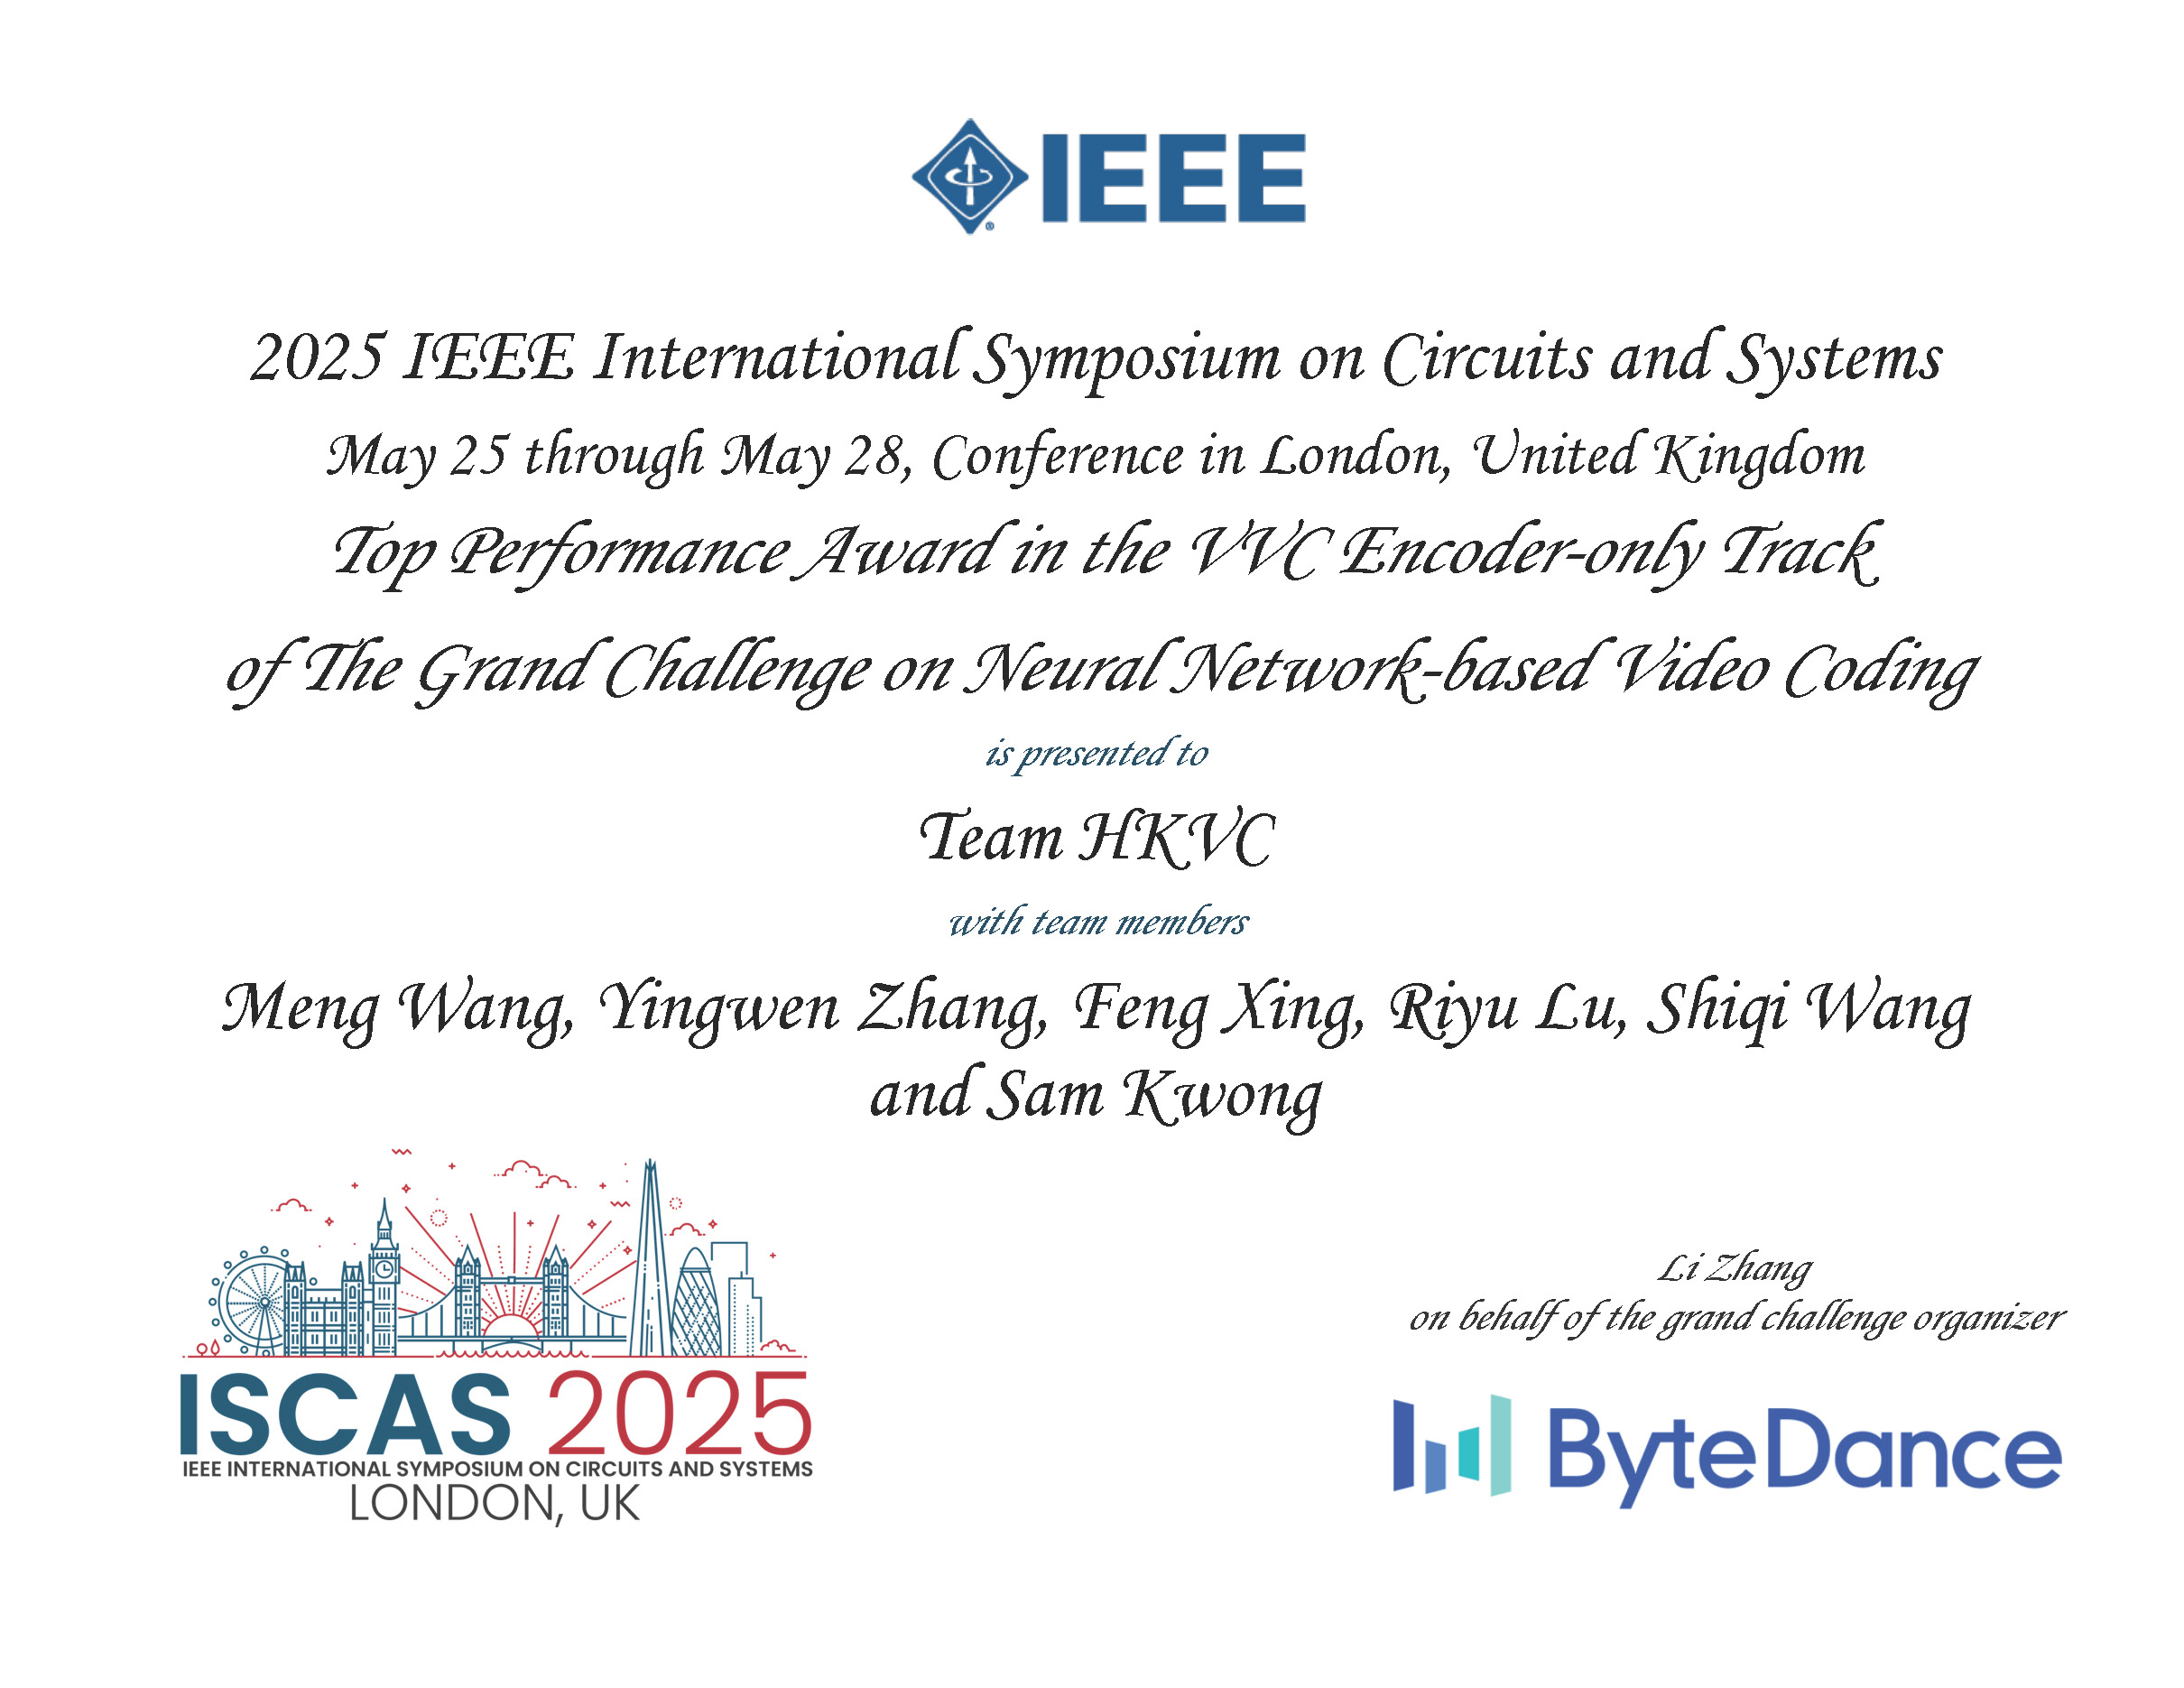 IEEE
2025 IEEE International Symposium on Circuits and Systems
May 25 through May 28, Conference in London, United Kingdom
Top Performance Award in the VVC Encoder-only Track
of The Grand Challenge on Neural Network-based Video Coding
is presented to
Team HKVC
with team members
Meng Wang, Yingwen Zhang, Feng Xing, Riyu Lu, Shiqi Wang
and Sam Kwong
Li Zhang
on behalf of the grand challenge organizer
ISCAS 2025
IEEE INTERNATIONAL SYMPOSIUM ON CIRCUITS AND SYSTEMS
LONDON, UK
ByteDance